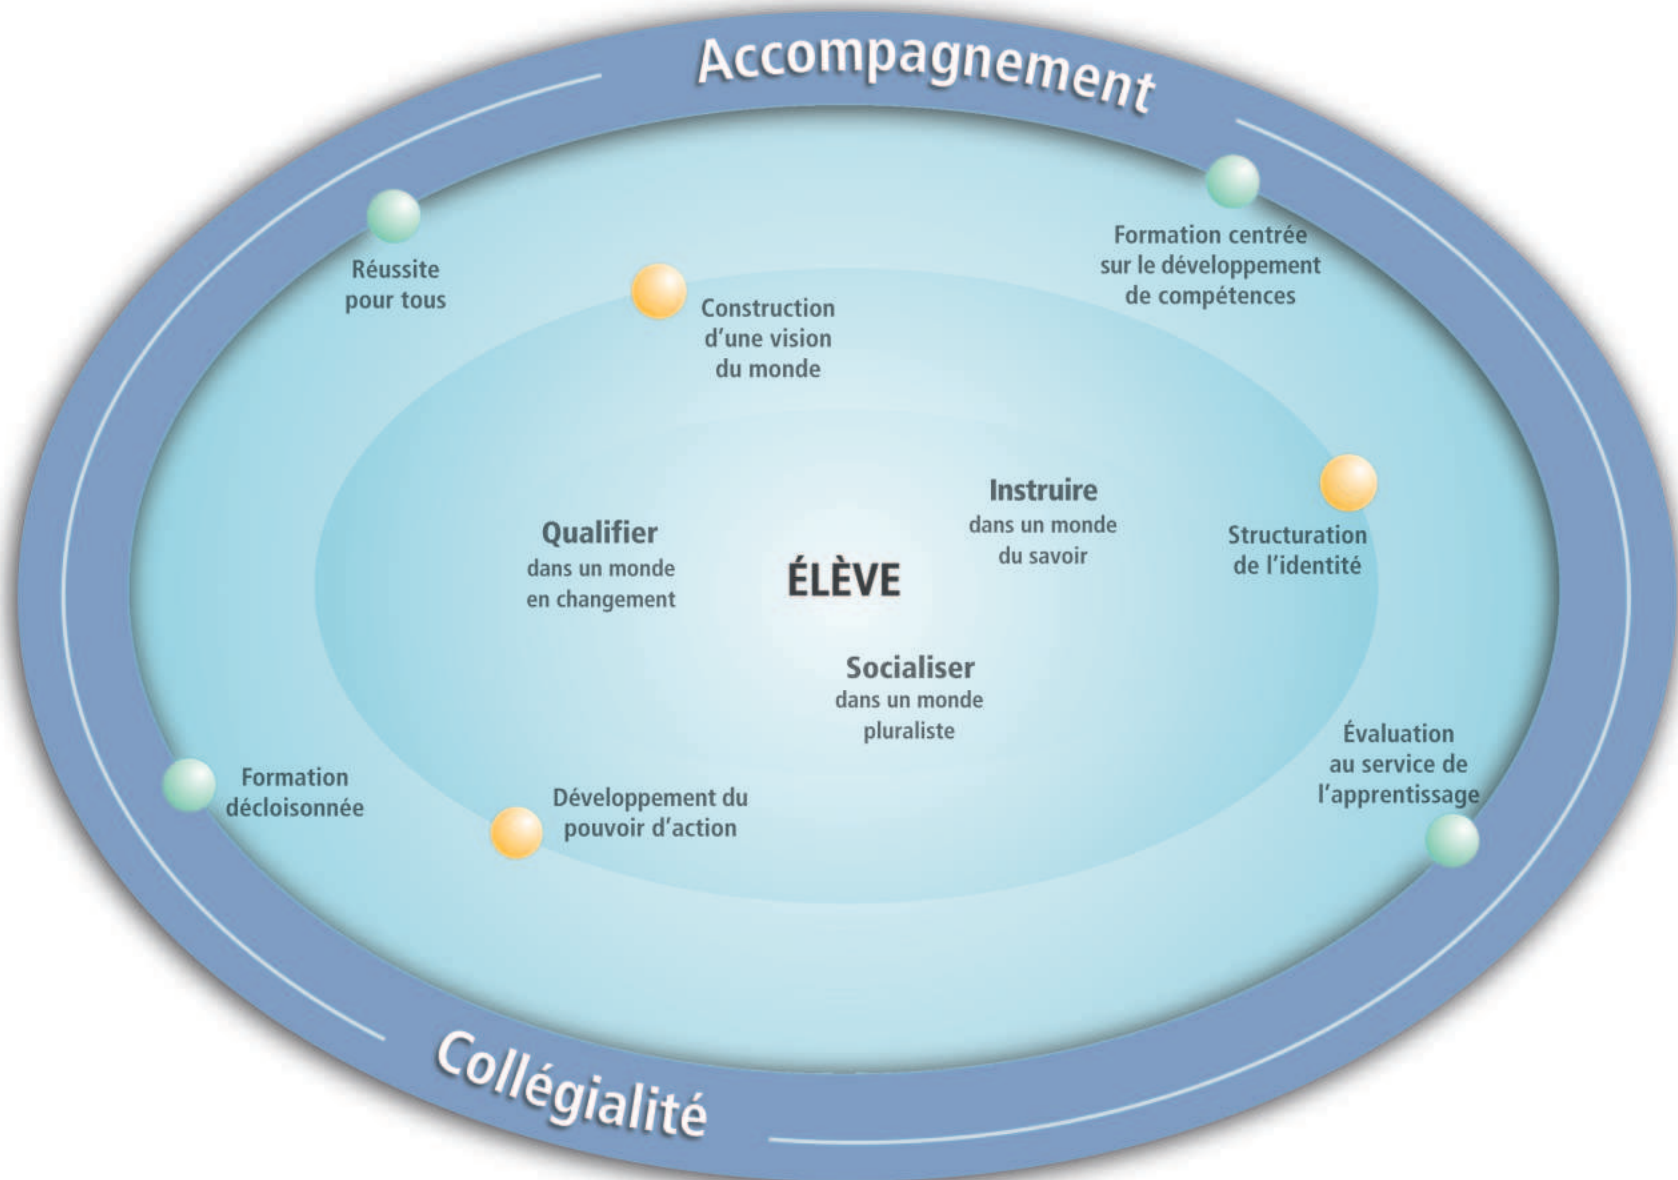 Accompagnement
Réussite
pour tous
Formation centrée
sur le développement
de compétences
Construction
d'une vision
du monde
Instruire
dans un monde
du savoir
Structuration
de l'identité
Qualifier
dans un monde
en changement
ÉLÈVE
Socialiser
dans un monde
pluraliste
Évaluation
au service de
l'apprentissage
Formation
décloisonnée
Développement du
pouvoir d'action
Collégialité